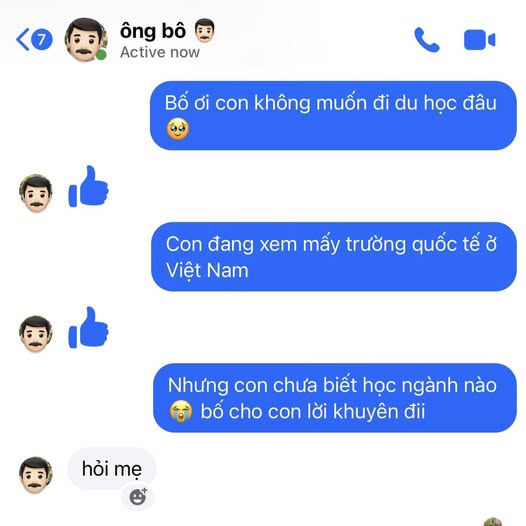 7
ông bô
Active now
Bố ơi con không muốn đi du học đâu
Con đang xem mấy trường quốc tế ở
Việt Nam
Nhưng con chưa biết học ngành nào
bố cho con lời khuyên đii
hỏi mẹ